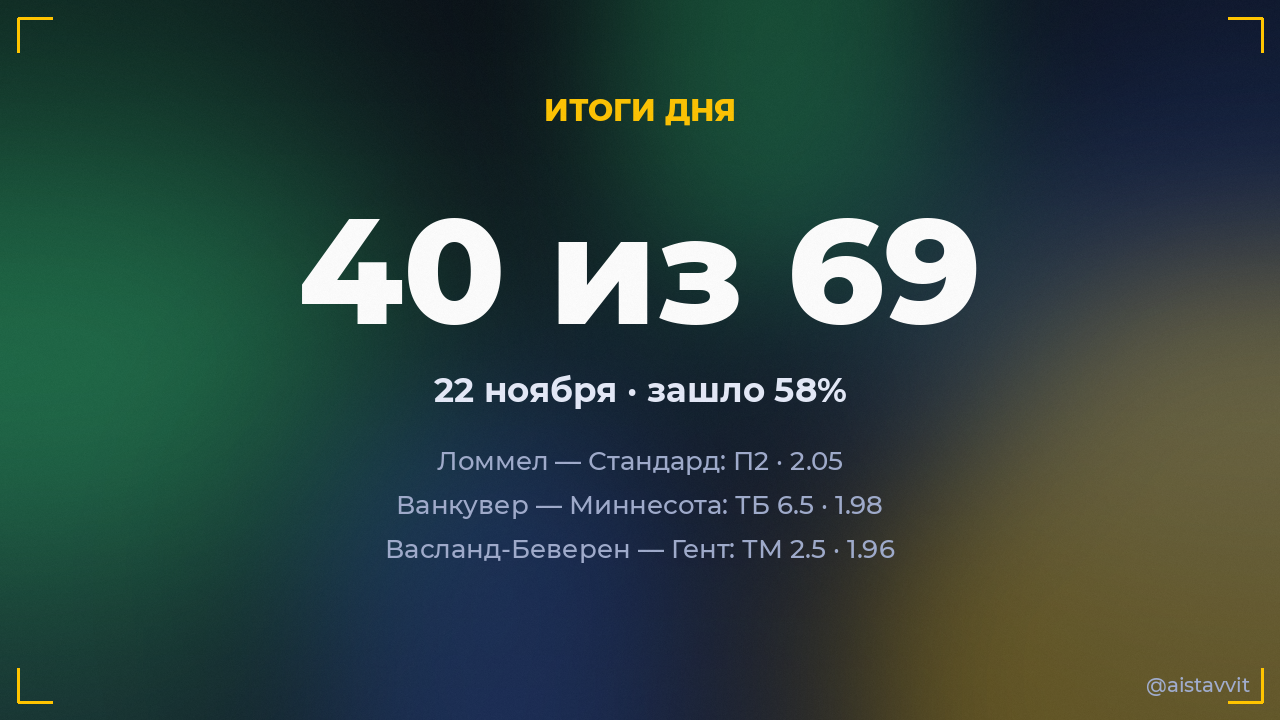 ИТОГИ ДНЯ
40 из 69
22 ноября · зашло 58%
Ломмел — Стандард: П2 · 2.05
Ванкувер — Миннесота: ТБ 6.5 · 1.98
Васланд-Беверен — Гент: ТМ 2.5 · 1.96
@aistavvit